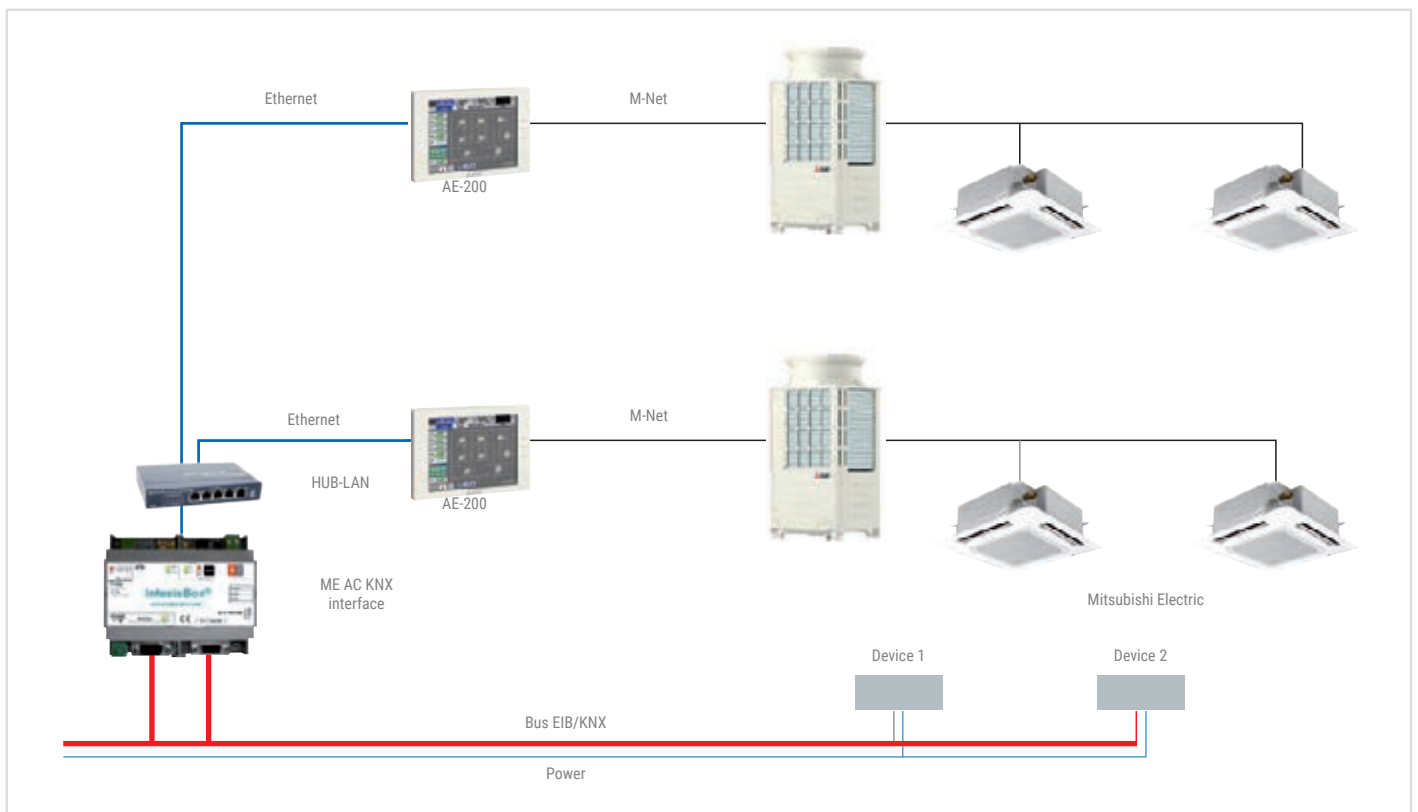 Ethernet
M-Net
AE-200
Ethernet
M-Net
HUB-LAN
AE-200
intesisBox®
ME AC KNX
interface
Mitsubishi Electric
Device 1
Device 2
Bus EIB/KNX
Power